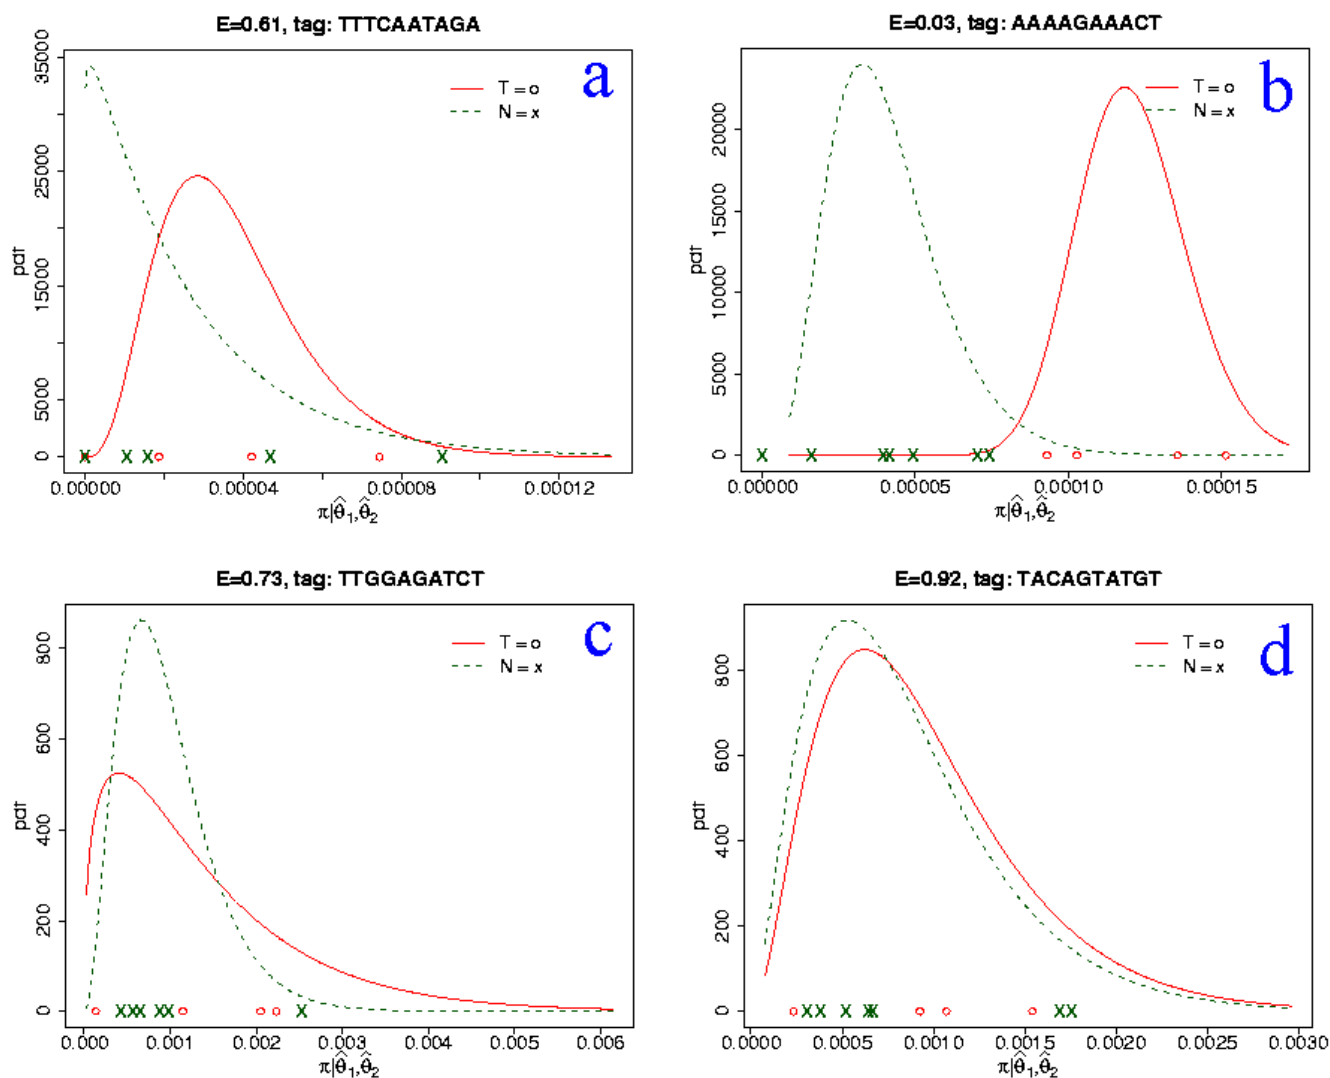 E=0.61, tag: TTTCAATAGA
a
T = o
N = x
pdf
35000
25000
15000
5000
0
0.00000
0.00004
0.00008
0.00012
π|θ̂1,θ̂2
E=0.03, tag: AAAAGAAACT
b
T = o
N = x
pdf
20000
15000
10000
5000
0
0.00000
0.00005
0.00010
0.00015
π|θ̂1,θ̂2
E=0.73, tag: TTGGAGATCT
c
T = o
N = x
pdf
800
600
400
200
0
0.000
0.001
0.002
0.003
0.004
0.005
0.006
π|θ̂1,θ̂2
E=0.92, tag: TACAGTATGT
d
T = o
N = x
pdf
800
600
400
200
0
0.0000
0.0005
0.0010
0.0015
0.0020
0.0025
0.0030
π|θ̂1,θ̂2